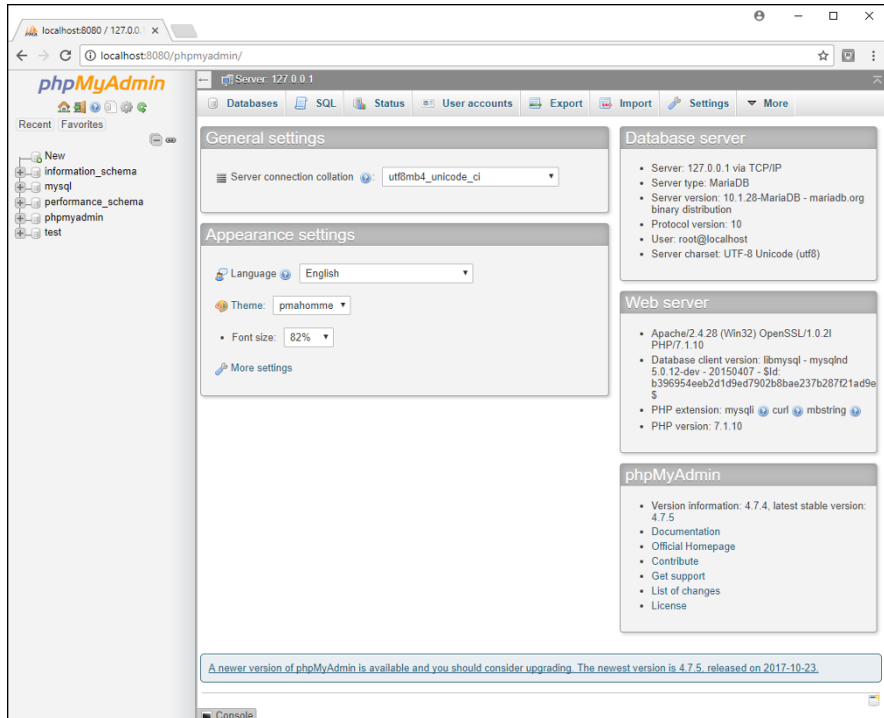 localhost:8080 / 127.0.0.1
localhost:8080/phpmyadmin/
phpMyAdmin
Recent Favorites
New
information_schema
mysql
performance_schema
phpmyadmin
test
Server: 127.0.0.1
Databases SQL Status User accounts Export Import Settings More
General settings
Server connection collation : utf8mb4_unicode_ci
Appearance settings
Language English
Theme: pmahomme
Font size: 82%
More settings
Database server
Server: 127.0.0.1 via TCP/IP
Server type: MariaDB
Server version: 10.1.28-MariaDB - mariadb.org
binary distribution
Protocol version: 10
User: root@localhost
Server charset: UTF-8 Unicode (utf8)
Web server
Apache/2.4.28 (Win32) OpenSSL/1.0.2l
PHP/7.1.10
Database client version: libmysql - mysqlnd
5.0.12-dev - 20150407 - $Id:
b396954eeb2d1d9ed7902b8bae237b287f21ad9e
$
PHP extension: mysqli curl mbstring
PHP version: 7.1.10
phpMyAdmin
Version information: 4.7.4, latest stable version:
4.7.5
Documentation
Official Homepage
Contribute
Get support
List of changes
License
A newer version of phpMyAdmin is available and you should consider upgrading. The newest version is 4.7.5, released on 2017-10-23.
Console